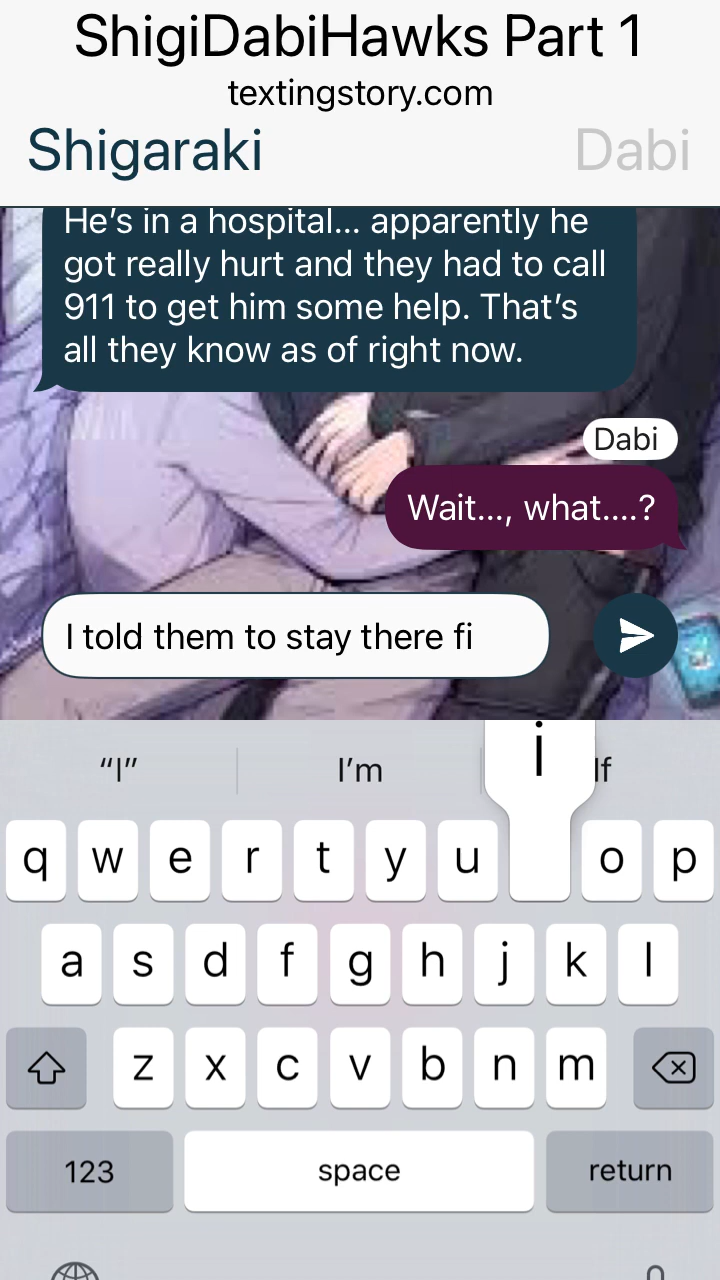 ShigiDabiHawks Part 1
textingstory.com
Shigaraki Dabi
He’s in a hospital... apparently he
got really hurt and they had to call
911 to get him some help. That’s
all they know as of right now.
Dabi
Wait..., what....?
I told them to stay there fi
“I” I’m If
i
q w e r t y u o p
a s d f g h j k l
z x c v b n m
123 space return